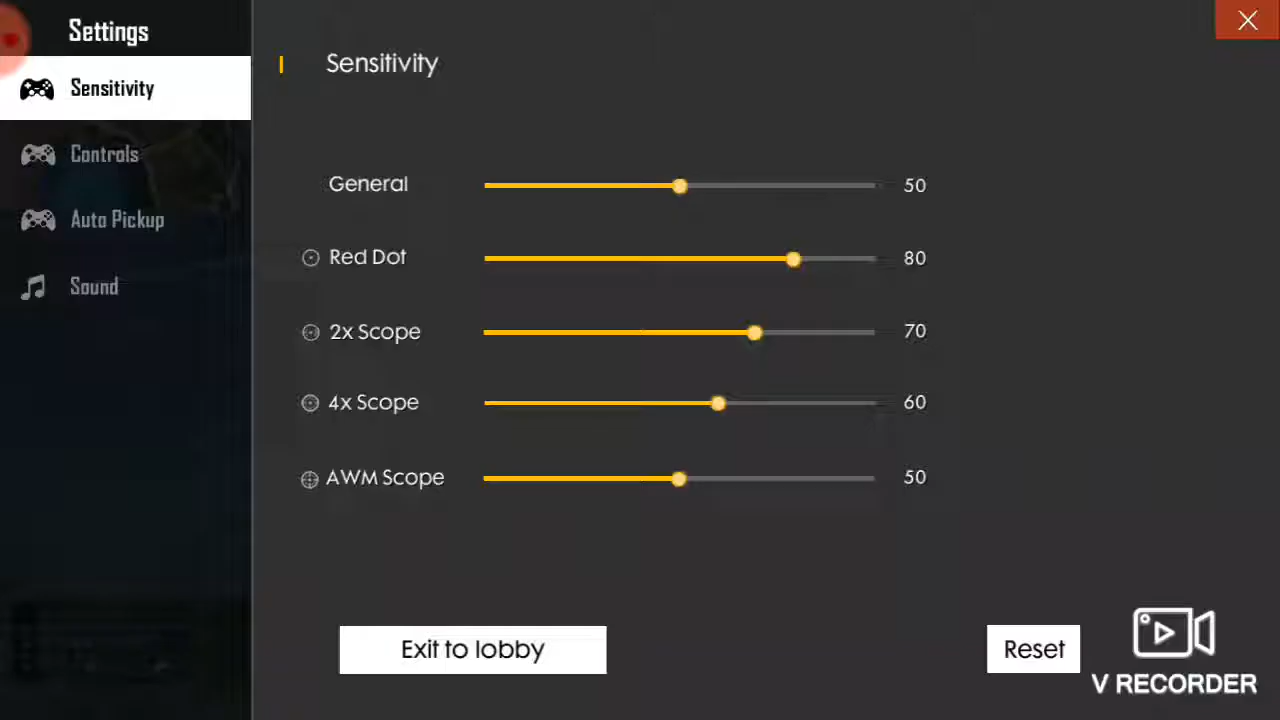 Settings
Sensitivity
Controls
Auto Pickup
Sound
Sensitivity
General 50
Red Dot 80
2x Scope 70
4x Scope 60
AWM Scope 50
Exit to lobby
Reset
V RECORDER